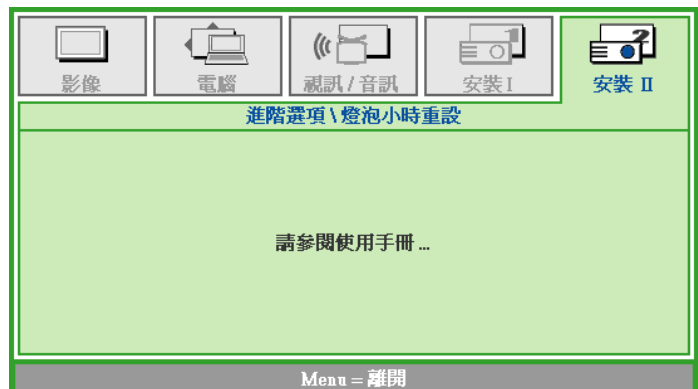 影像
電腦
視訊 / 音訊
安裝 I
安裝 II
進階選項 \ 燈泡小時重設
請參閱使用手冊 ...
Menu = 離開